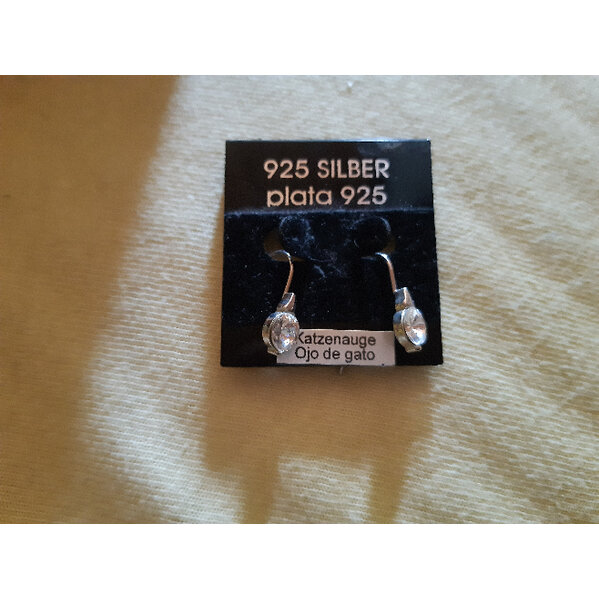 925 SILBER
plata 925
Katzenauge
Ojo de gato